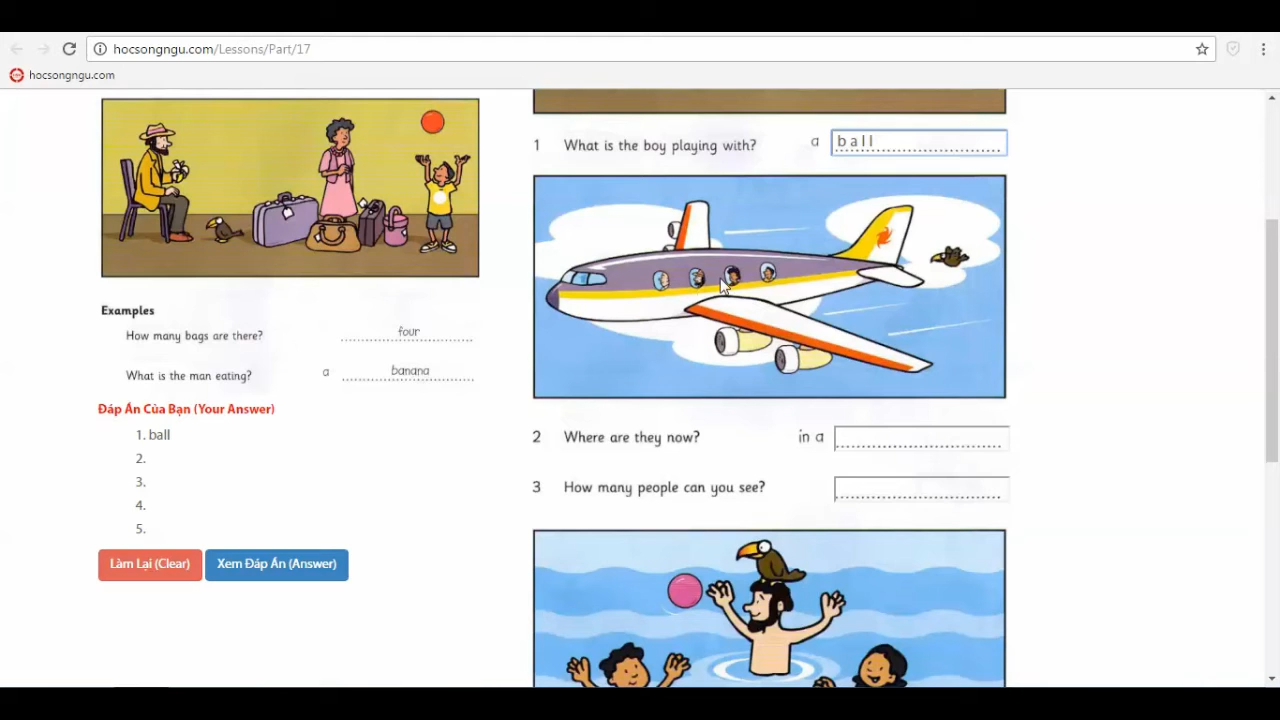 hocsongngu.com/Lessons/Part/17
hocsongngu.com
Examples
How many bags are there? four
What is the man eating? a banana
Đáp Án Của Bạn (Your Answer)
1. ball
2.
3.
4.
5.
Làm Lại (Clear) Xem Đáp Án (Answer)
1 What is the boy playing with? a ball
2 Where are they now? in a
3 How many people can you see?